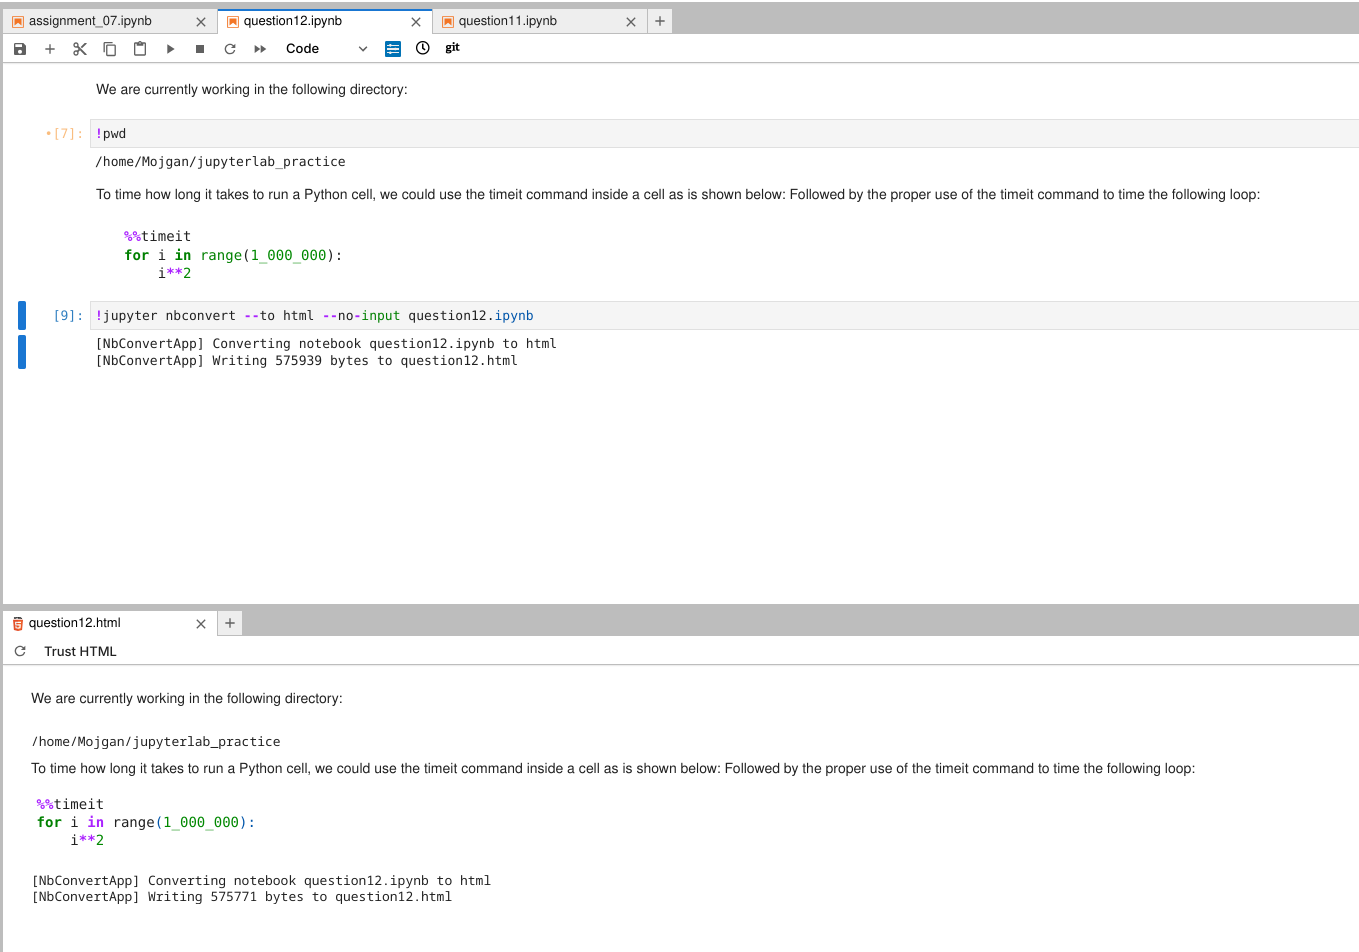 assignment_07.ipynb question12.ipynb question11.ipynb
Code git
We are currently working in the following directory:
[7]: !pwd
/home/Mojgan/jupyterlab_practice
To time how long it takes to run a Python cell, we could use the timeit command inside a cell as is shown below: Followed by the proper use of the timeit command to time the following loop:
%%timeit
for i in range(1_000_000):
    i**2
[9]: !jupyter nbconvert --to html --no-input question12.ipynb
[NbConvertApp] Converting notebook question12.ipynb to html
[NbConvertApp] Writing 575939 bytes to question12.html
question12.html
Trust HTML
We are currently working in the following directory:
/home/Mojgan/jupyterlab_practice
To time how long it takes to run a Python cell, we could use the timeit command inside a cell as is shown below: Followed by the proper use of the timeit command to time the following loop:
%%timeit
for i in range(1_000_000):
    i**2
[NbConvertApp] Converting notebook question12.ipynb to html
[NbConvertApp] Writing 575771 bytes to question12.html